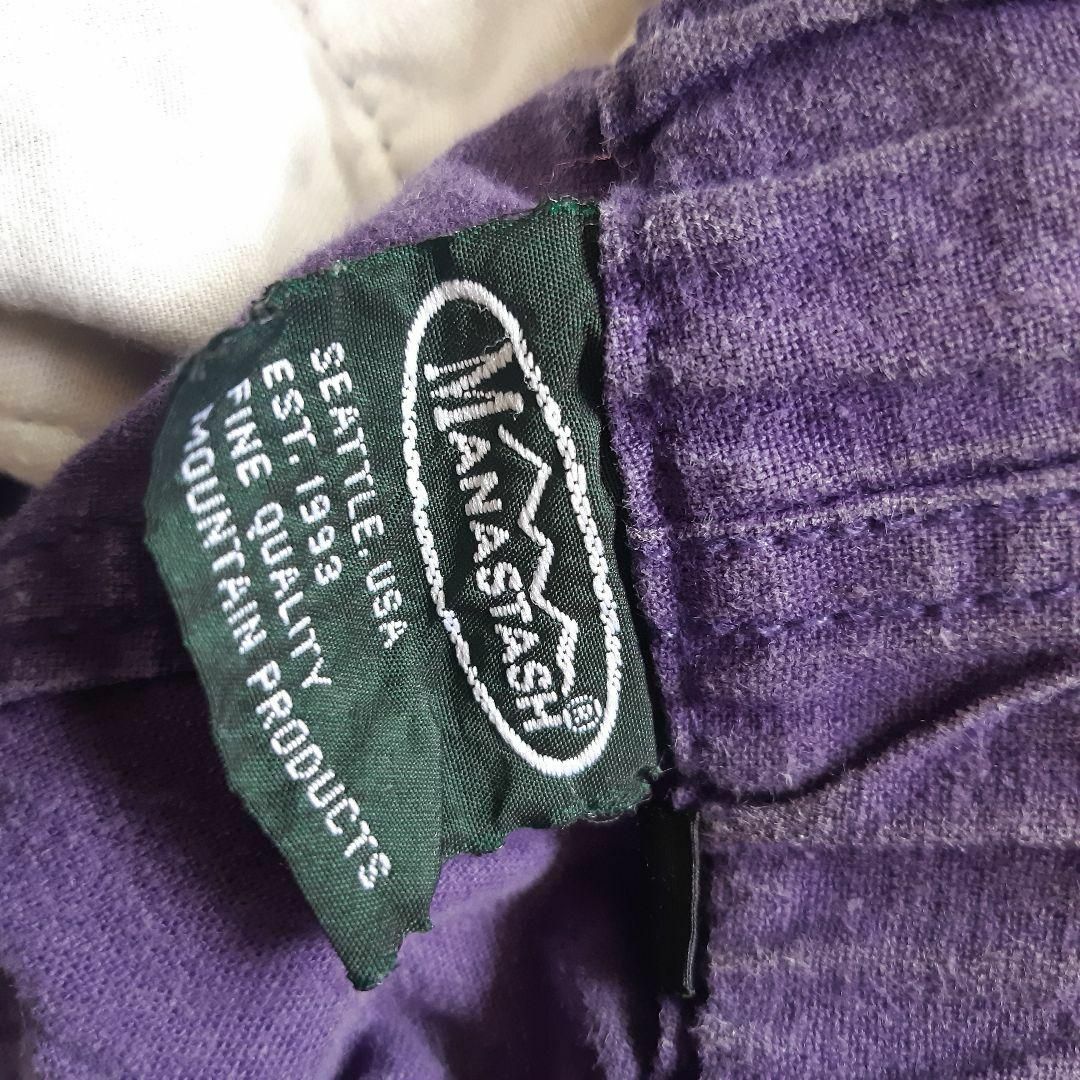 MANASTASH®
SEATTLE, USA
EST. 1993
FINE QUALITY
MOUNTAIN PRODUCTS